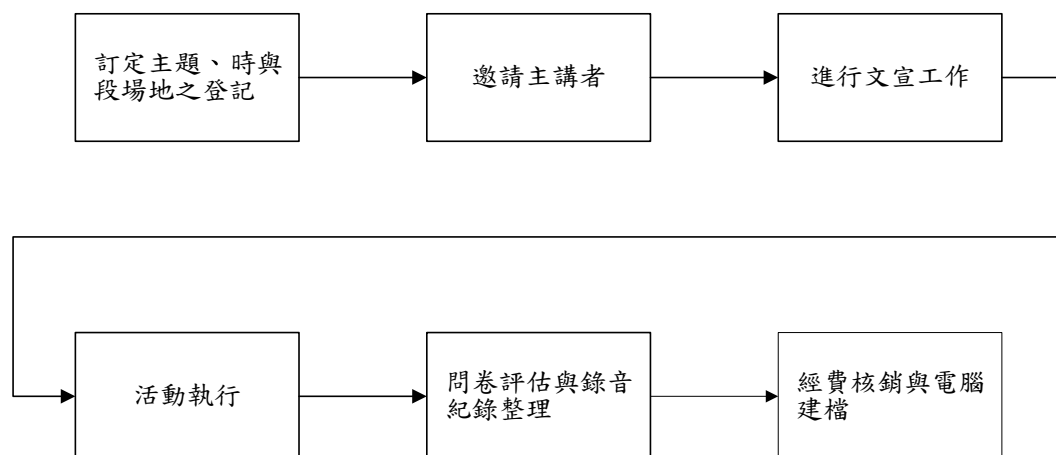 訂定主題、時與
段場地之登記
邀請主講者
進行文宣工作
活動執行
問卷評估與錄音
紀錄整理
經費核銷與電腦
建檔